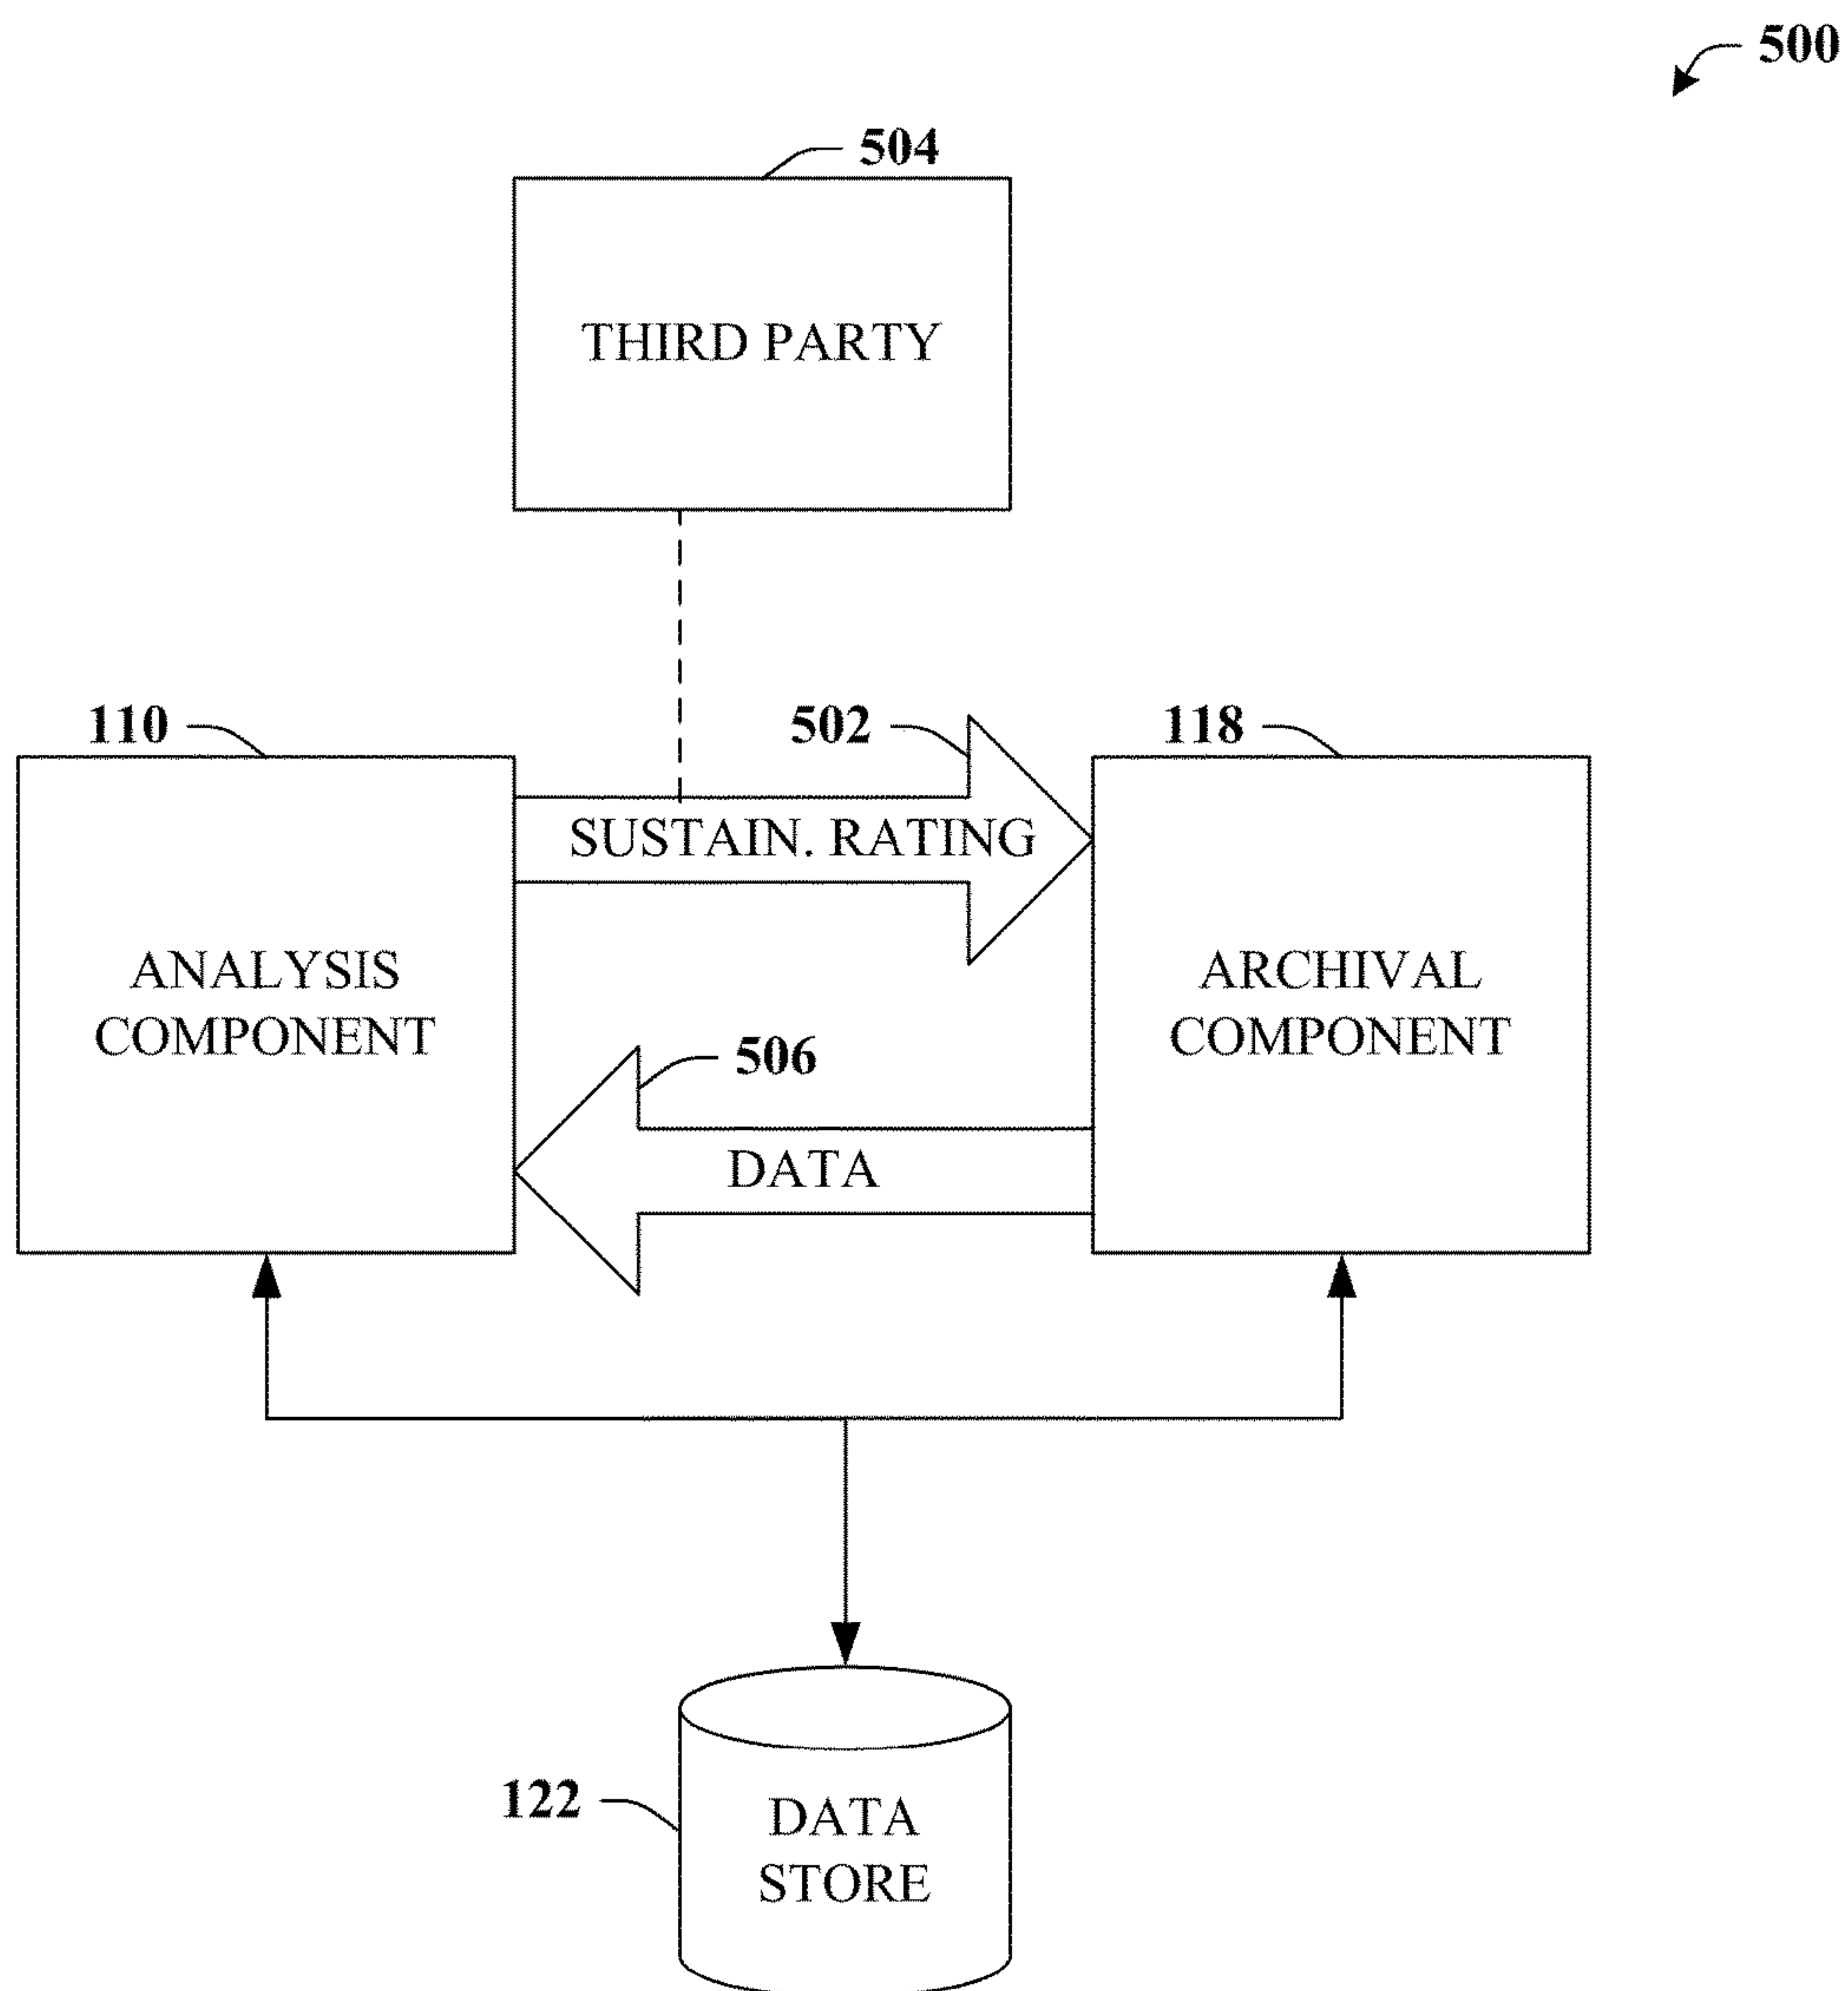 500
504
THIRD PARTY
110
502
118
SUSTAIN. RATING
ANALYSIS
COMPONENT
ARCHIVAL
COMPONENT
506
DATA
122
DATA
STORE